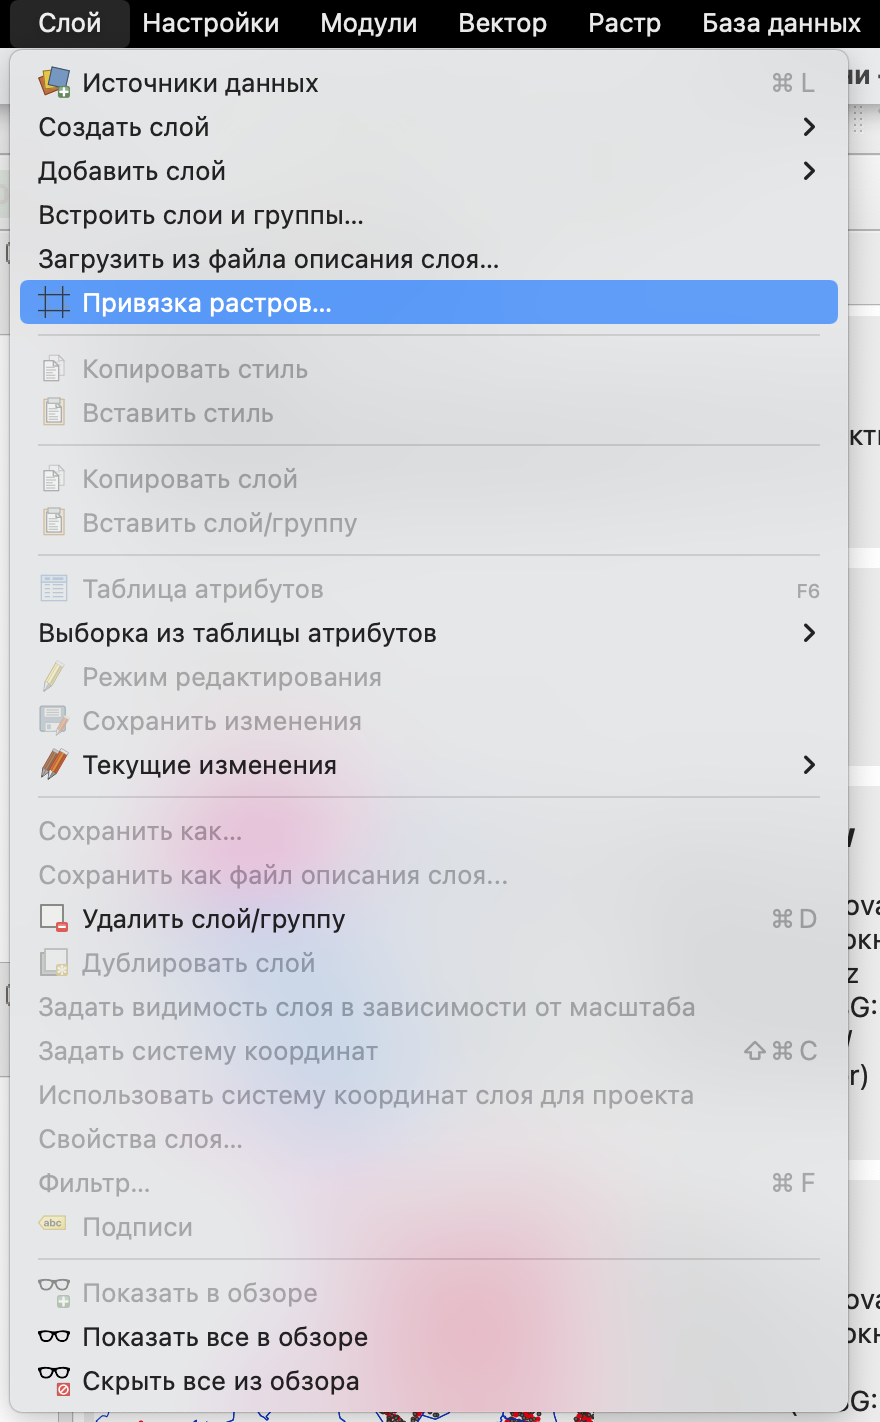 Слой Настройки Модули Вектор Растр База данных
Источники данных ⌘ L
Создать слой
Добавить слой
Встроить слои и группы...
Загрузить из файла описания слоя...
Привязка растров...
Копировать стиль
Вставить стиль
Копировать слой
Вставить слой/группу
Таблица атрибутов F6
Выборка из таблицы атрибутов
Режим редактирования
Сохранить изменения
Текущие изменения
Сохранить как...
Сохранить как файл описания слоя...
Удалить слой/группу ⌘ D
Дублировать слой
Задать видимость слоя в зависимости от масштаба
Задать систему координат ⇧ ⌘ C
Использовать систему координат слоя для проекта
Свойства слоя...
Фильтр... ⌘ F
abc Подписи
Показать в обзоре
Показать все в обзоре
Скрыть все из обзора